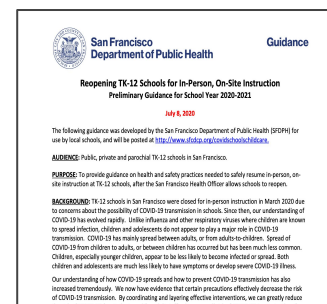 San Francisco
Department of Public Health
Guidance
Reopening TK-12 Schools for In-Person, On-Site Instruction
Preliminary Guidance for School Year 2020-2021
July 8, 2020
The following guidance was developed by the San Francisco Department of Public Health (SFDPH) for
use by local schools, and will be posted at http://www.sfcdcp.org/covidschoolschildcare.
AUDIENCE: Public, private and parochial TK-12 schools in San Francisco.
PURPOSE: To provide guidance on health and safety practices needed to safely resume in-person, on-
site instruction at TK-12 schools, after the San Francisco Health Officer allows schools to reopen.
BACKGROUND: TK-12 schools in San Francisco were closed for in-person instruction in March 2020 due
to concerns about the possibility of COVID-19 transmission in schools. Since then, our understanding of
COVID-19 has evolved rapidly. Unlike influenza and other respiratory viruses where children are known
to spread infection, children and adolescents do not appear to play a major role in COVID-19
transmission. COVID-19 has mainly spread between adults, or from adults-to-children. Spread of
COVID-19 from children to adults, or between children has occurred but has been much less common.
Children, especially younger children, appear to be less likely to become infected or spread. Both
children and adolescents are much less likely to have symptoms or develop severe COVID-19 illness.
Our understanding of how COVID-19 spreads and how to prevent COVID-19 transmission has also
increased tremendously. We now have evidence that certain precautions effectively decrease the risk
of COVID-19 transmission. By coordinating and layering effective interventions, we can greatly reduce